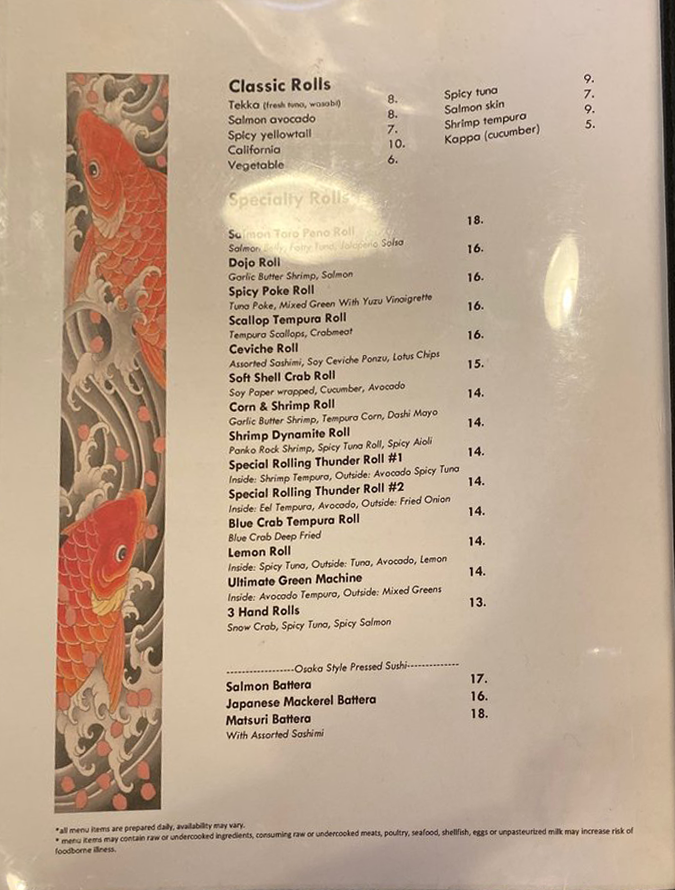 Classic Rolls
Tekka (fresh tuna, wasabi) 8. Spicy tuna 9.
Salmon avocado 8. Salmon skin 7.
Spicy yellowtail 7. Shrimp tempura 9.
California 10. Kappa (cucumber) 5.
Vegetable 6.
Specialty Rolls
Salmon Toro Pena Roll 18.
Salmon Belly, Fatty Tuna, Jalapeño Salsa
Dojo Roll 16.
Garlic Butter Shrimp, Salmon
Spicy Poke Roll 16.
Tuna Poke, Mixed Green With Yuzu Vinaigrette
Scallop Tempura Roll 16.
Tempura Scallops, Crabmeat
Ceviche Roll 16.
Assorted Sashimi, Soy Ceviche Ponzu, Lotus Chips
Soft Shell Crab Roll 15.
Soy Paper wrapped, Cucumber, Avocado
Corn & Shrimp Roll 14.
Garlic Butter Shrimp, Tempura Corn, Dashi Mayo
Shrimp Dynamite Roll 14.
Panko Rock Shrimp, Spicy Tuna Roll, Spicy Aioli
Special Rolling Thunder Roll #1 14.
Inside: Shrimp Tempura, Outside: Avocado Spicy Tuna
Special Rolling Thunder Roll #2 14.
Inside: Eel Tempura, Avocado, Outside: Fried Onion
Blue Crab Tempura Roll 14.
Blue Crab Deep Fried
Lemon Roll 14.
Inside: Spicy Tuna, Outside: Tuna, Avocado, Lemon
Ultimate Green Machine 14.
Inside: Avocado Tempura, Outside: Mixed Greens
3 Hand Rolls 13.
Snow Crab, Spicy Tuna, Spicy Salmon
------------------Osaka Style Pressed Sushi--------------
Salmon Battera 17.
Japanese Mackerel Battera 16.
Matsuri Battera 18.
With Assorted Sashimi
*all menu items are prepared daily, availability may vary.
* menu items may contain raw or undercooked ingredients, consuming raw or undercooked meats, poultry, seafood, shellfish, eggs or unpasteurized milk may increase risk of
foodborne illness.